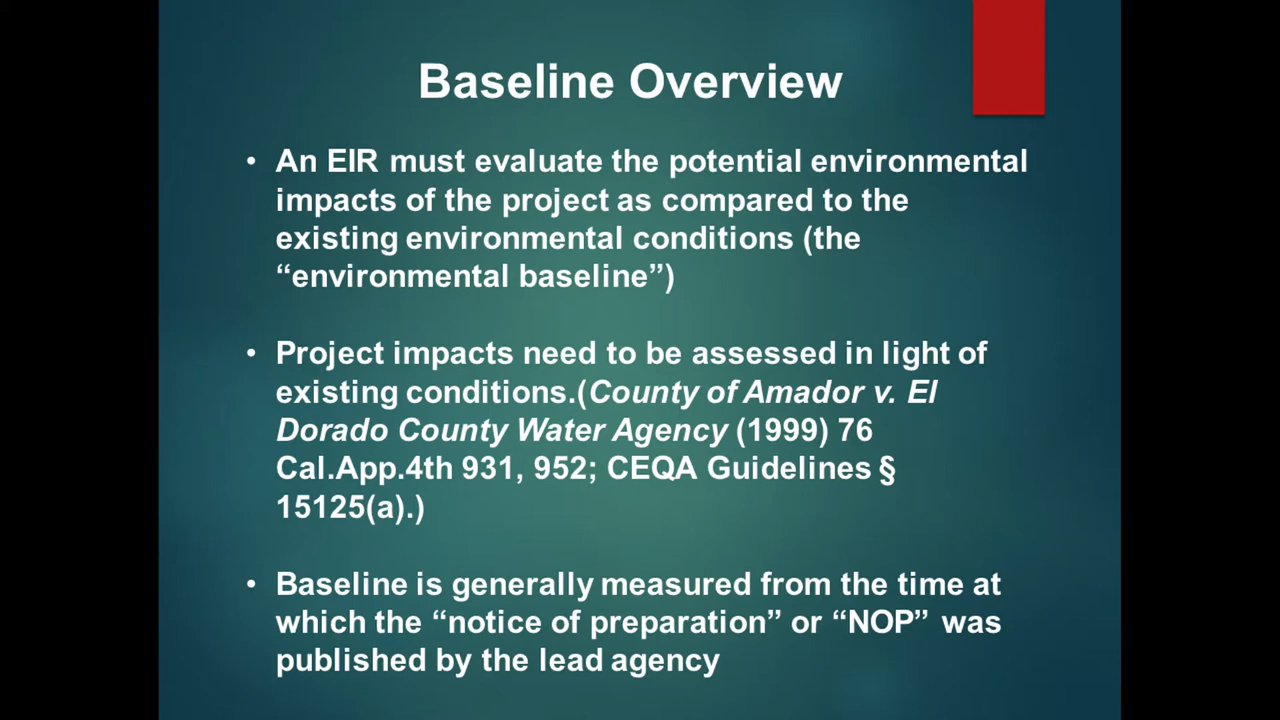 Baseline Overview
• An EIR must evaluate the potential environmental
impacts of the project as compared to the
existing environmental conditions (the
“environmental baseline”)
• Project impacts need to be assessed in light of
existing conditions.(County of Amador v. El
Dorado County Water Agency (1999) 76
Cal.App.4th 931, 952; CEQA Guidelines §
15125(a).)
• Baseline is generally measured from the time at
which the “notice of preparation” or “NOP” was
published by the lead agency